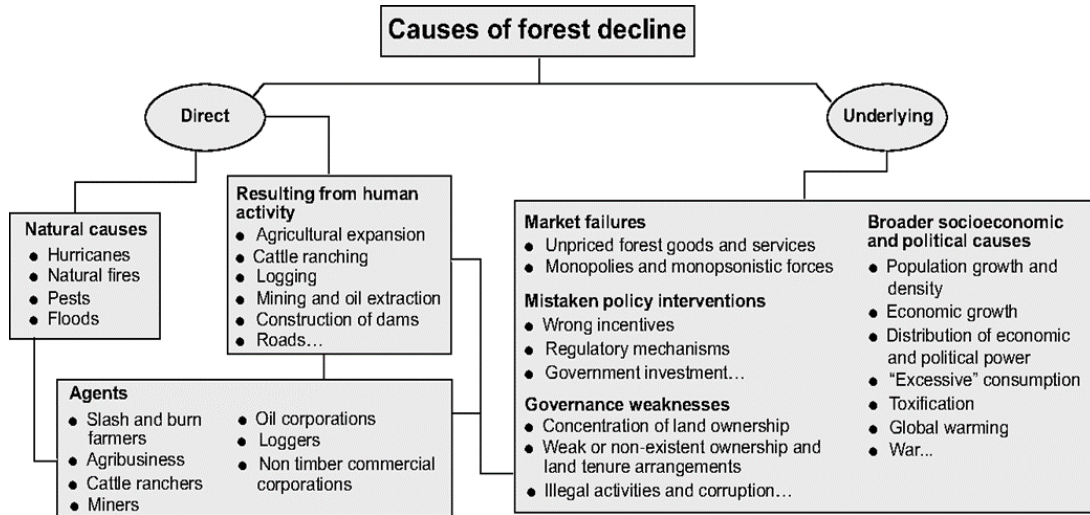 Causes of forest decline
Direct
Underlying
Natural causes
● Hurricanes
● Natural fires
● Pests
● Floods
Resulting from human
activity
● Agricultural expansion
● Cattle ranching
● Logging
● Mining and oil extraction
● Construction of dams
● Roads…
Agents
● Slash and burn
farmers
● Agribusiness
● Cattle ranchers
● Miners
● Oil corporations
● Loggers
● Non timber commercial
corporations
Market failures
● Unpriced forest goods and services
● Monopolies and monopsonistic forces
Mistaken policy interventions
● Wrong incentives
● Regulatory mechanisms
● Government investment…
Governance weaknesses
● Concentration of land ownership
● Weak or non-existent ownership and
land tenure arrangements
● Illegal activities and corruption…
Broader socioeconomic
and political causes
● Population growth and
density
● Economic growth
● Distribution of economic
and political power
● “Excessive” consumption
● Toxification
● Global warming
● War...